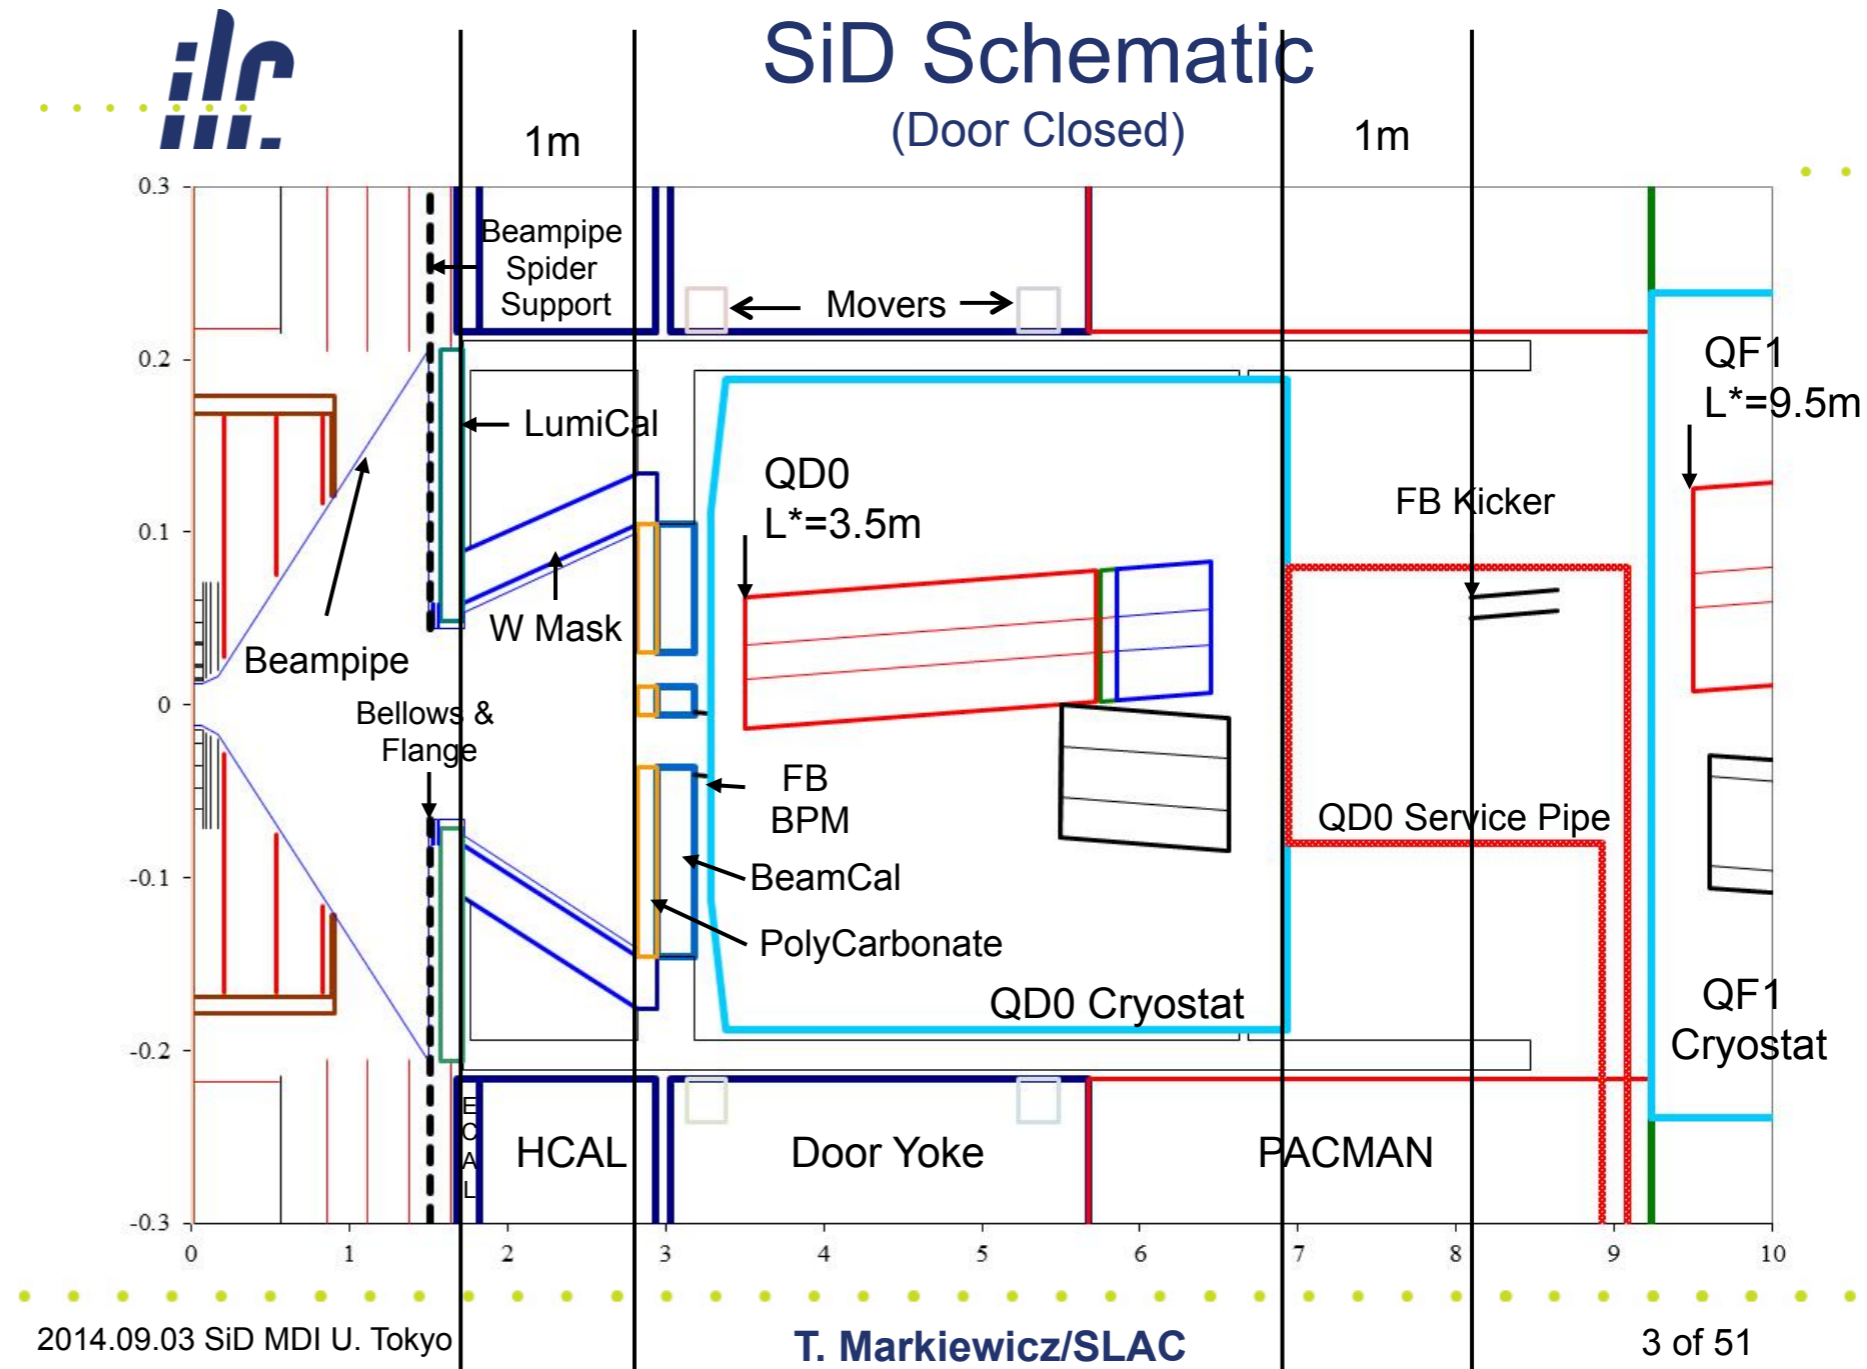 ilc
SiD Schematic
(Door Closed)
1m
1m
0.3
0.2
0.1
0
-0.1
-0.2
-0.3
Beampipe
Spider
Support
Movers
QF1
L*=9.5m
LumiCal
QD0
L*=3.5m
FB Kicker
W Mask
Beampipe
Bellows &
Flange
FB
BPM
QD0 Service Pipe
BeamCal
PolyCarbonate
QD0 Cryostat
QF1
Cryostat
E
C
A
L
HCAL
Door Yoke
PACMAN
0 1 2 3 4 5 6 7 8 9 10
2014.09.03 SiD MDI U. Tokyo
T. Markiewicz/SLAC
3 of 51